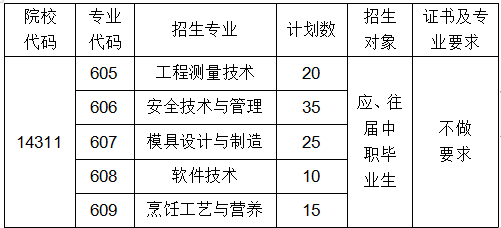 院校代码 专业代码 招生专业 计划数 招生对象 证书及专业要求
14311 605 工程测量技术 20 应、往届中职毕业生 不做要求
606 安全技术与管理 35
607 模具设计与制造 25
608 软件技术 10
609 烹饪工艺与营养 15